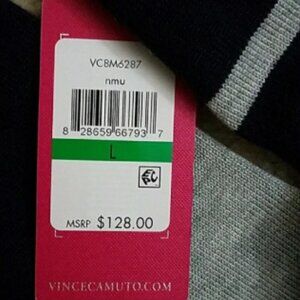 VC8M6287
nmu
8 28659 66793 7
L
MSRP $128.00
VINCECAMUTO.COM